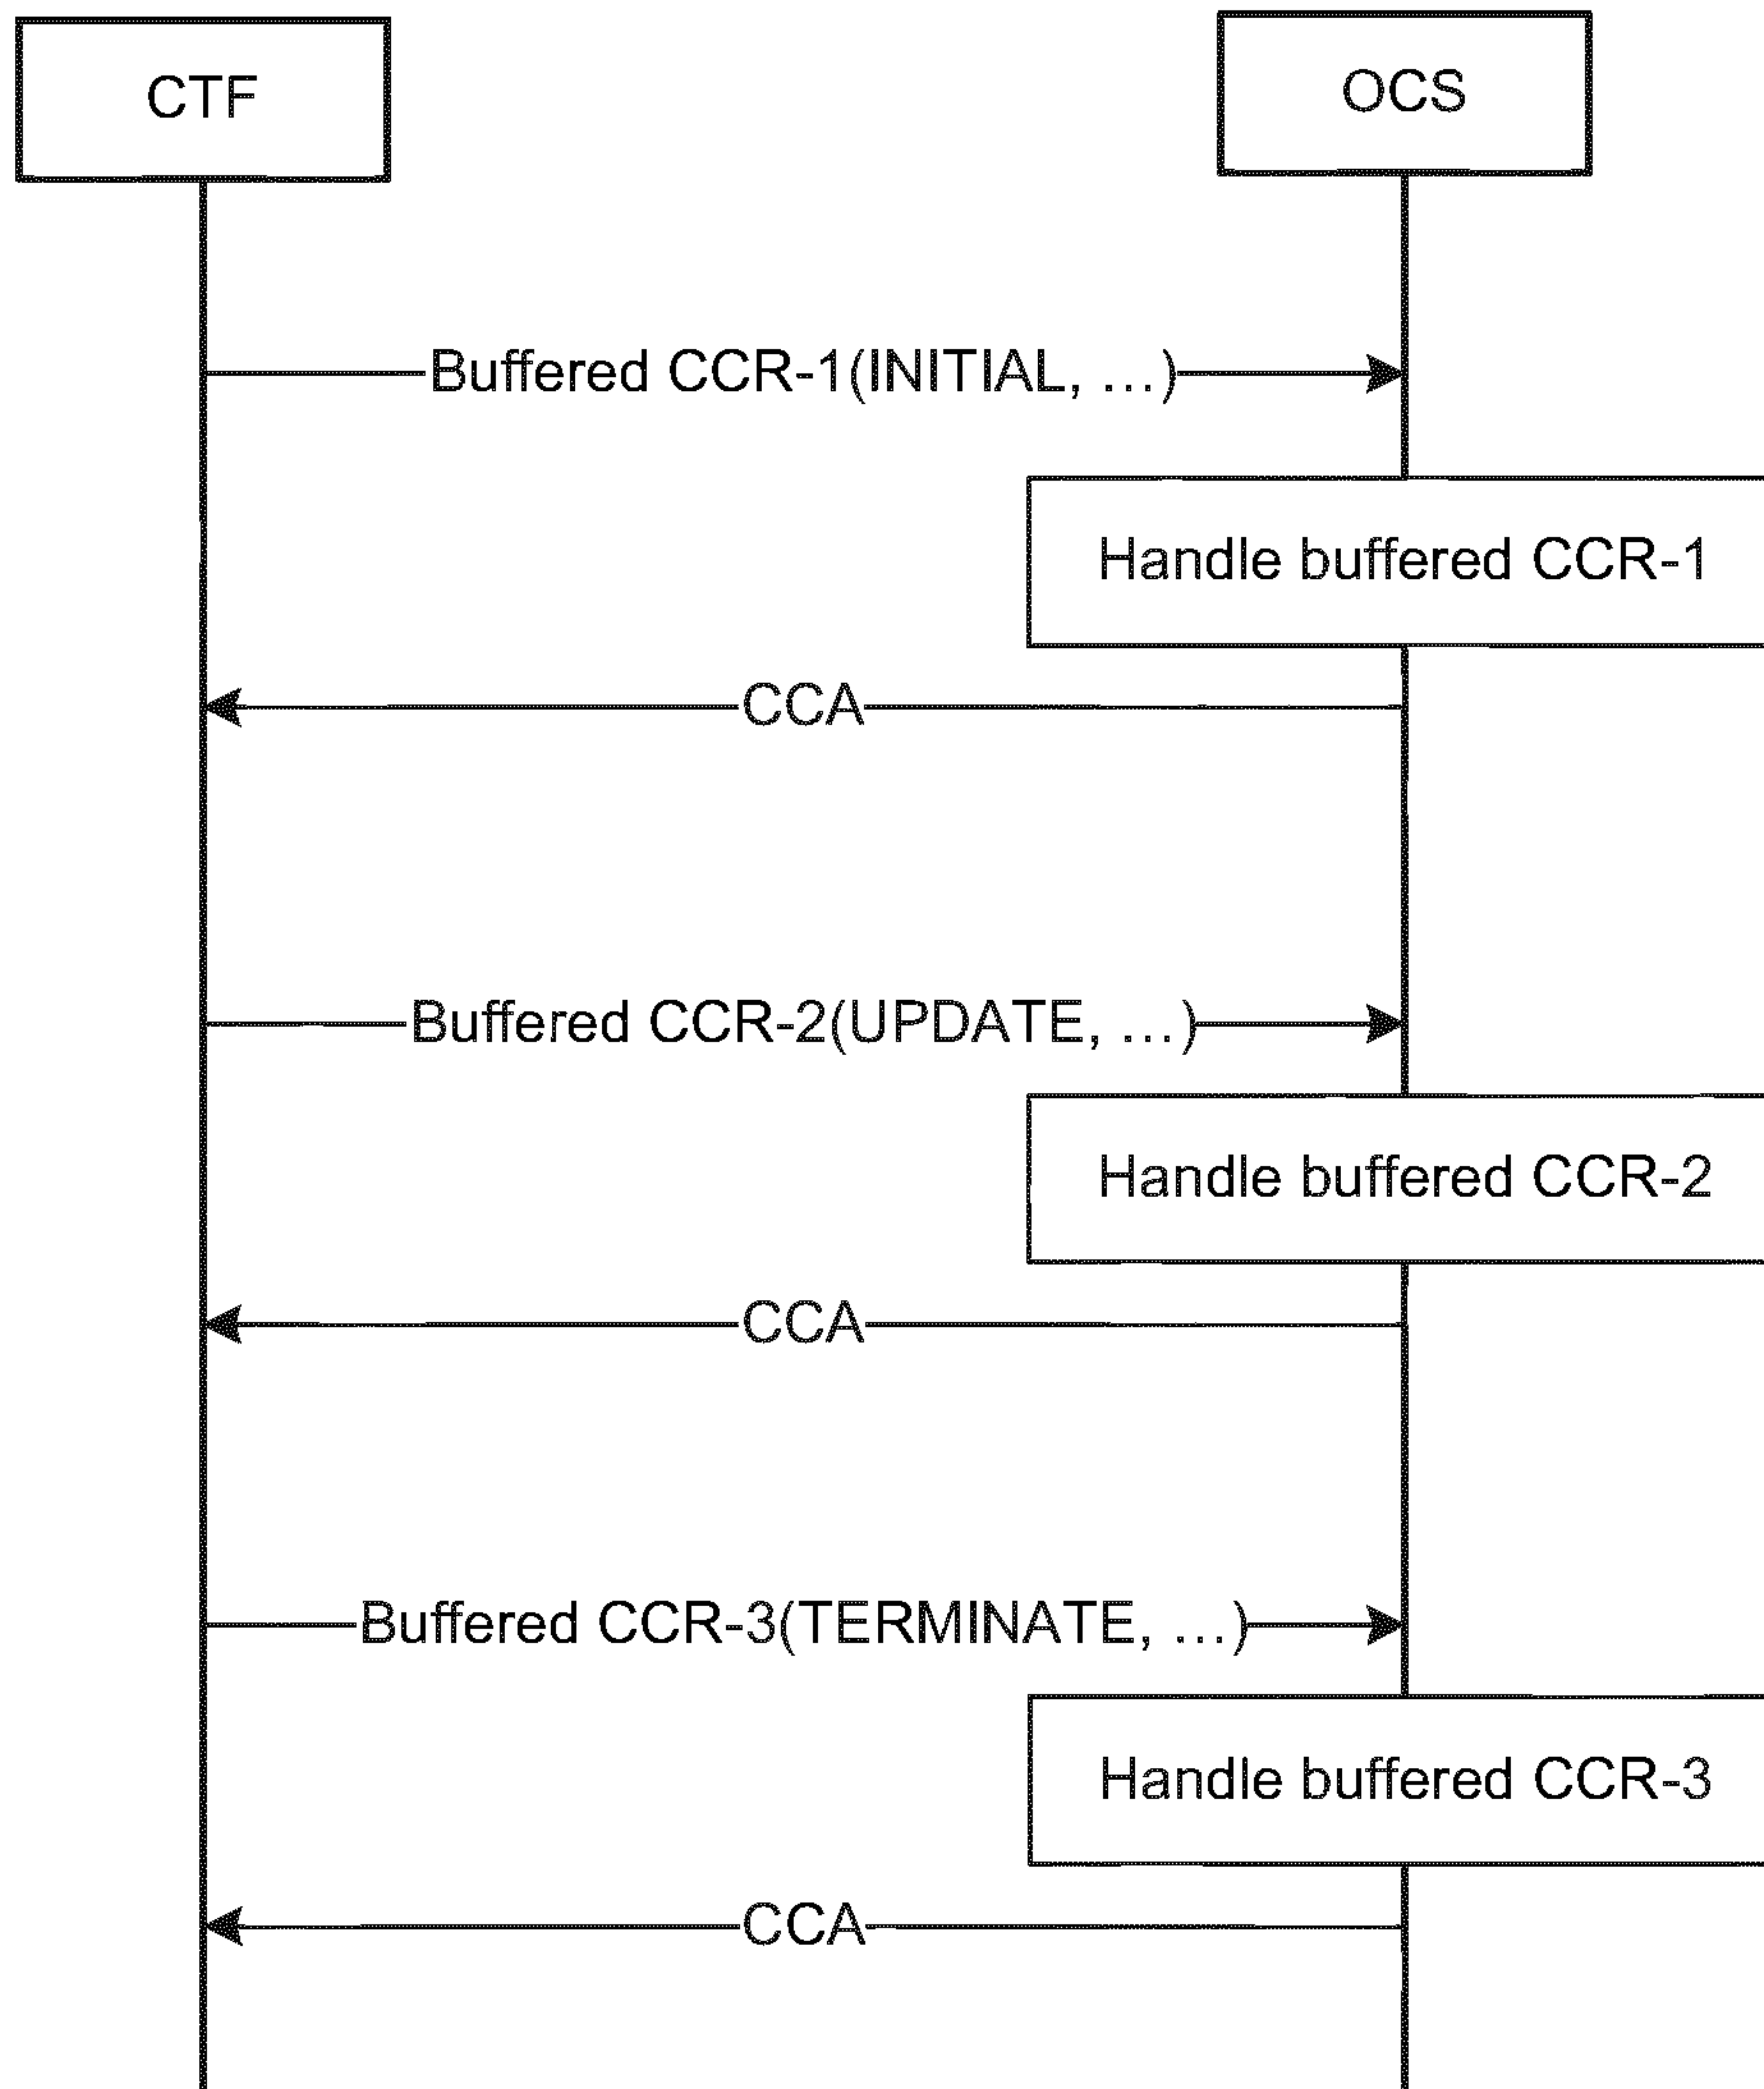 CTF
OCS
Buffered CCR-1(INITIAL, ...)
Handle buffered CCR-1
CCA
Buffered CCR-2(UPDATE, ...)
Handle buffered CCR-2
CCA
Buffered CCR-3(TERMINATE, ...)
Handle buffered CCR-3
CCA